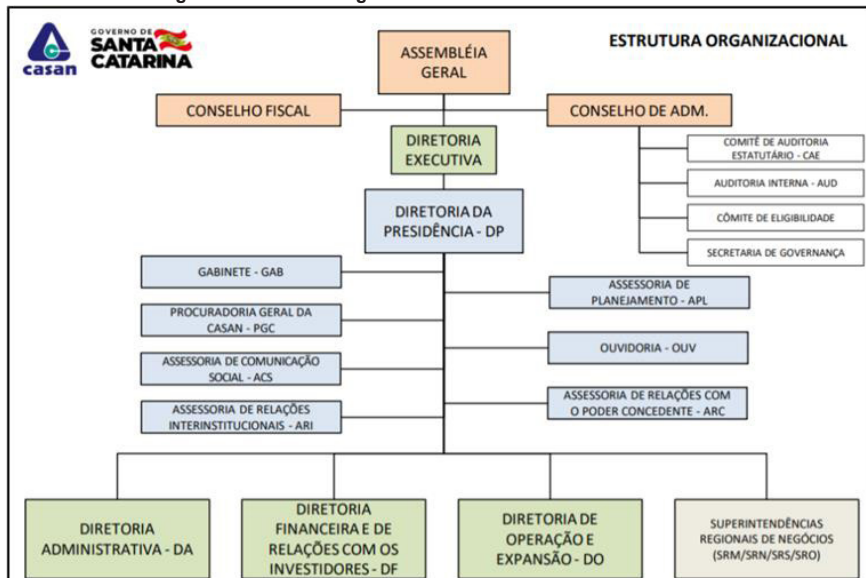 casan
GOVERNO DE
SANTA
CATARINA
ESTRUTURA ORGANIZACIONAL
ASSEMBLÉIA
GERAL
CONSELHO FISCAL
CONSELHO DE ADM.
DIRETORIA
EXECUTIVA
COMITÊ DE AUDITORIA
ESTATUTÁRIO - CAE
AUDITORIA INTERNA - AUD
CÔMITE DE ELIGIBILIDADE
SECRETARIA DE GOVERNANÇA
DIRETORIA DA
PRESIDÊNCIA - DP
GABINETE - GAB
PROCURADORIA GERAL DA
CASAN - PGC
ASSESSORIA DE COMUNICAÇÃO
SOCIAL - ACS
ASSESSORIA DE RELAÇÕES
INTERINSTITUCIONAIS - ARI
ASSESSORIA DE
PLANEJAMENTO - APL
OUVIDORIA - OUV
ASSESSORIA DE RELAÇÕES COM
O PODER CONCEDENTE - ARC
DIRETORIA
ADMINISTRATIVA - DA
DIRETORIA
FINANCEIRA E DE
RELAÇÕES COM OS
INVESTIDORES - DF
DIRETORIA DE
OPERAÇÃO E
EXPANSÃO - DO
SUPERINTENDÊNCIAS
REGIONAIS DE NEGÓCIOS
(SRM/SRN/SRS/SRO)